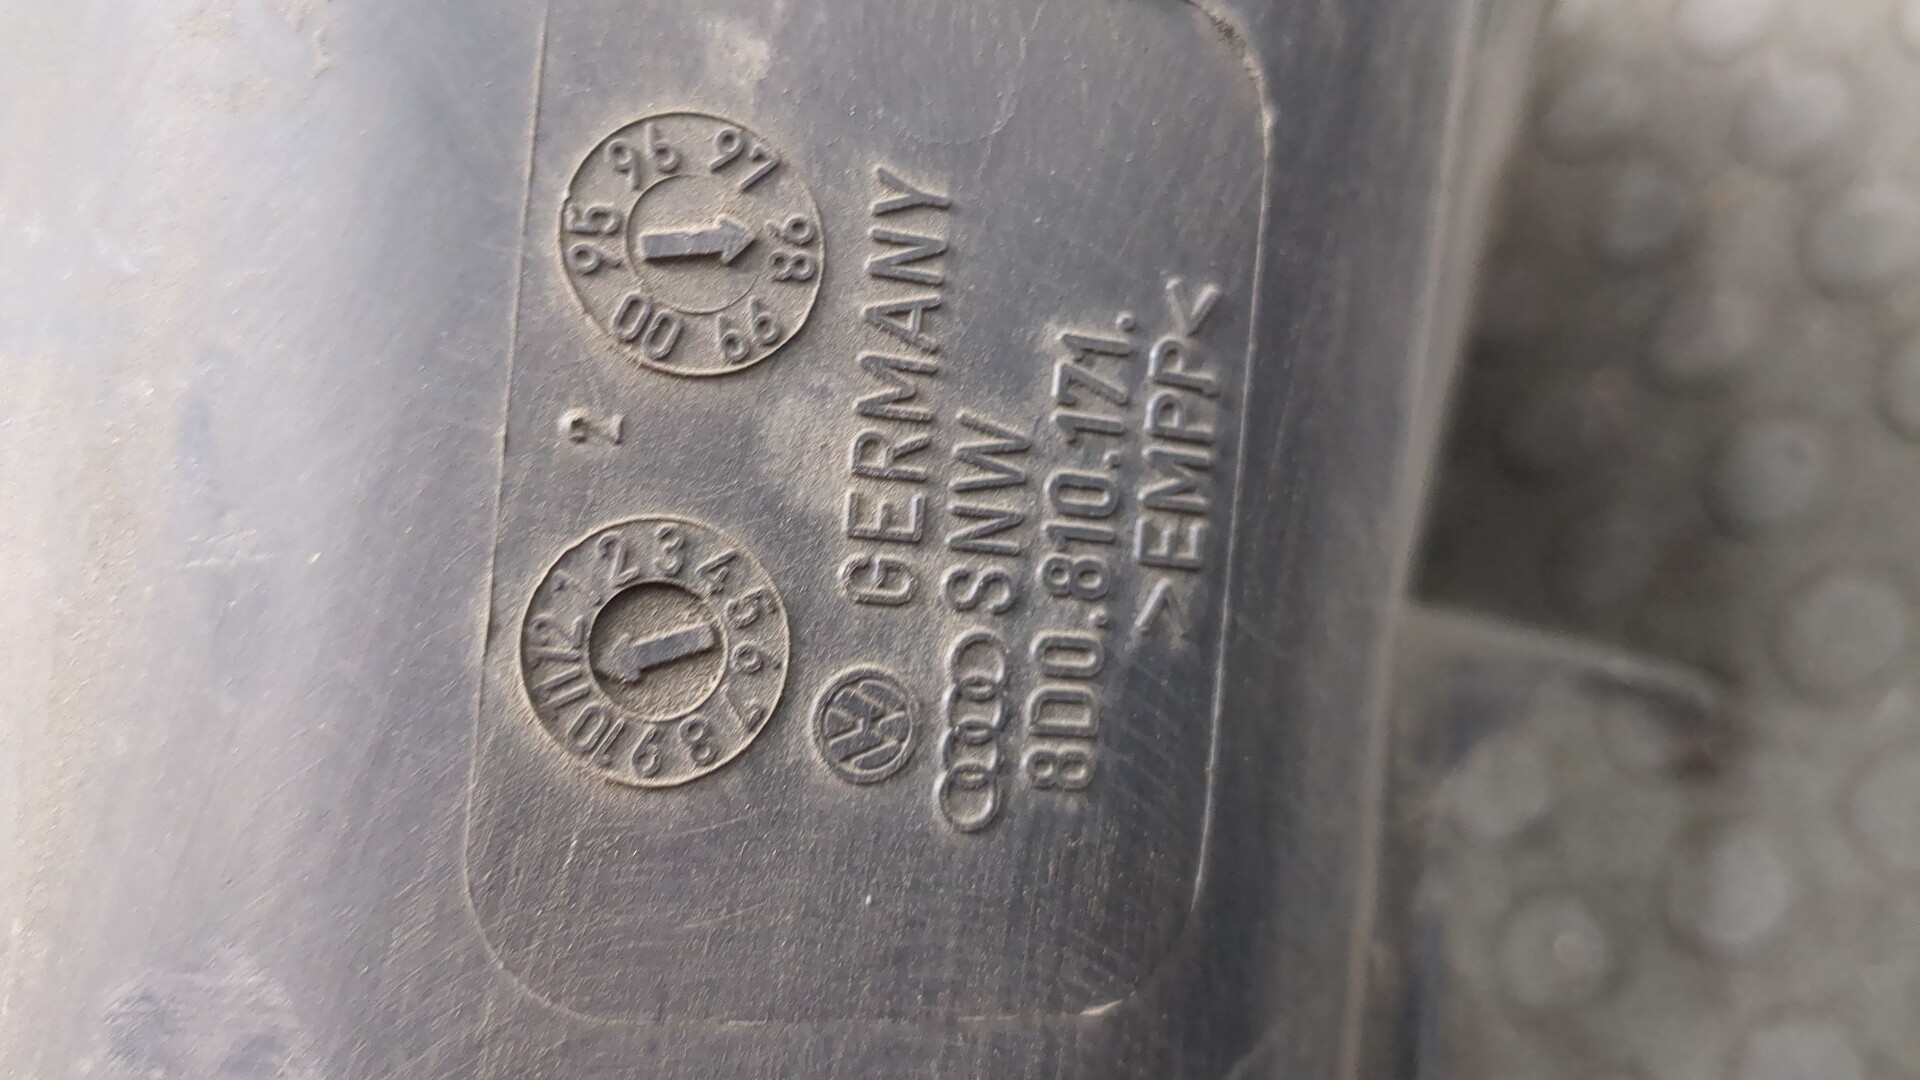 95 96 97 98 99 00
2
1 2 3 4 5 6 7 8 9 10 11 12
GERMANY
SNW
8D0.810.171.
>EMPP<